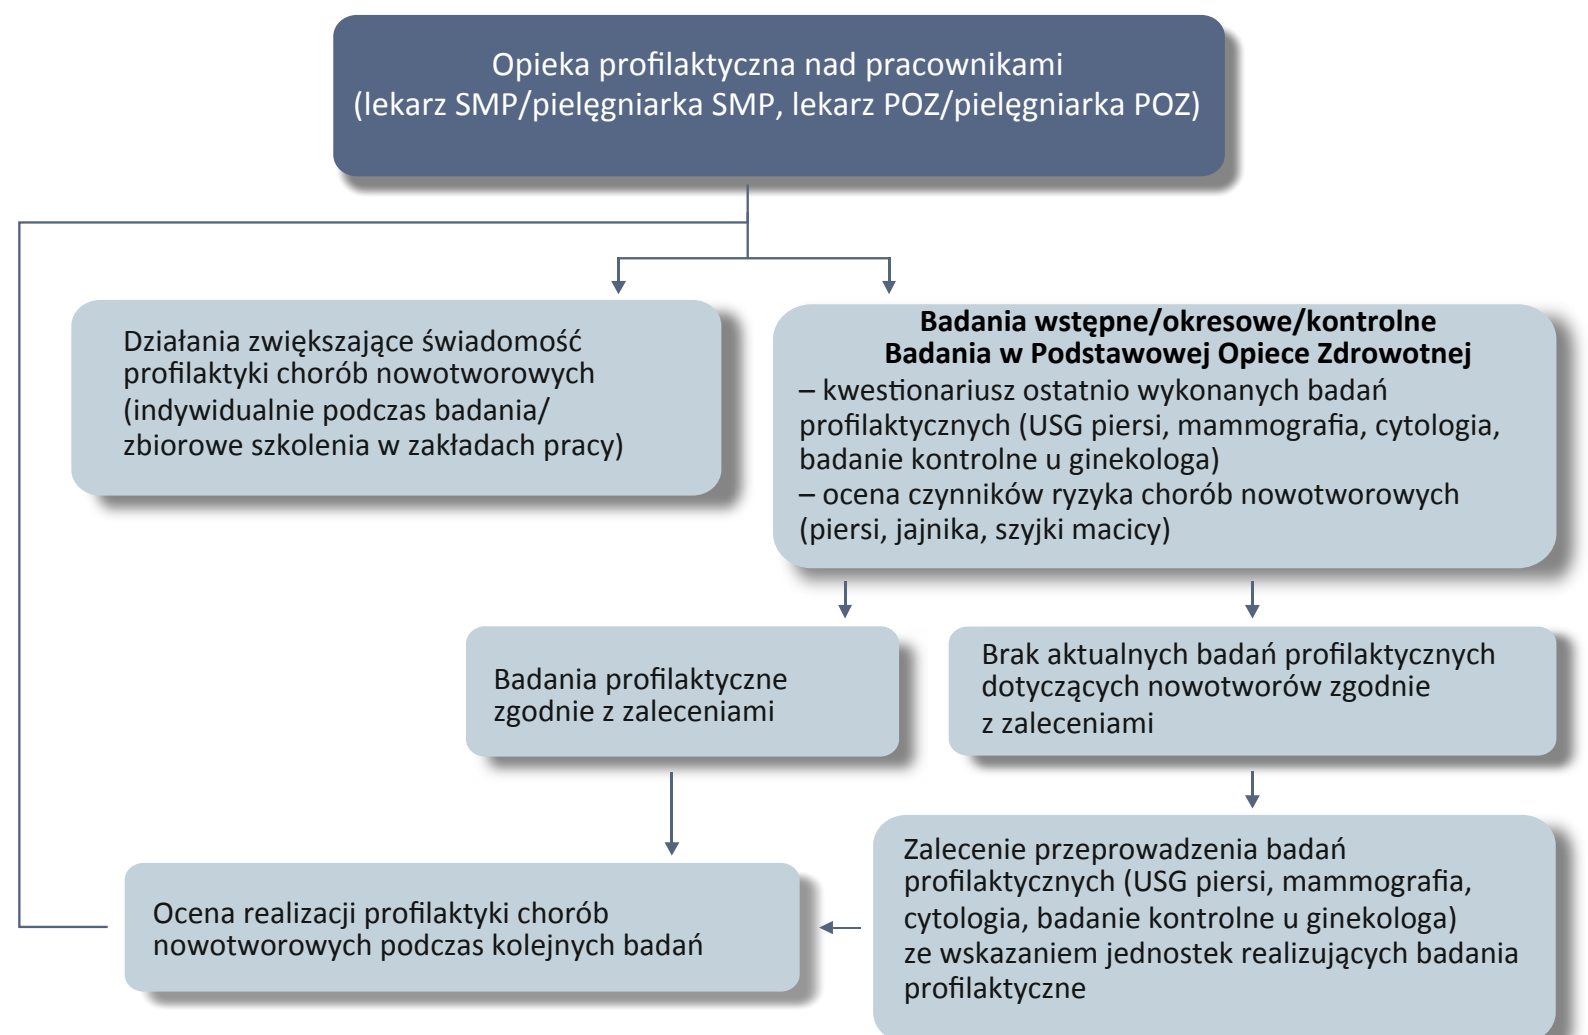 Opieka profilaktyczna nad pracownikami
(lekarz SMP/pielęgniarka SMP, lekarz POZ/pielęgniarka POZ)
Działania zwiększające świadomość
profilaktyki chorób nowotworowych
(indywidualnie podczas badania/
zbiorowe szkolenia w zakładach pracy)
Badania wstępne/okresowe/kontrolne
Badania w Podstawowej Opiece Zdrowotnej
– kwestionariusz ostatnio wykonanych badań
profilaktycznych (USG piersi, mammografia, cytologia,
badanie kontrolne u ginekologa)
– ocena czynników ryzyka chorób nowotworowych
(piersi, jajnika, szyjki macicy)
Badania profilaktyczne
zgodnie z zaleceniami
Brak aktualnych badań profilaktycznych
dotyczących nowotworów zgodnie
z zaleceniami
Ocena realizacji profilaktyki chorób
nowotworowych podczas kolejnych badań
Zalecenie przeprowadzenia badań
profilaktycznych (USG piersi, mammografia,
cytologia, badanie kontrolne u ginekologa)
ze wskazaniem jednostek realizujących badania
profilaktyczne